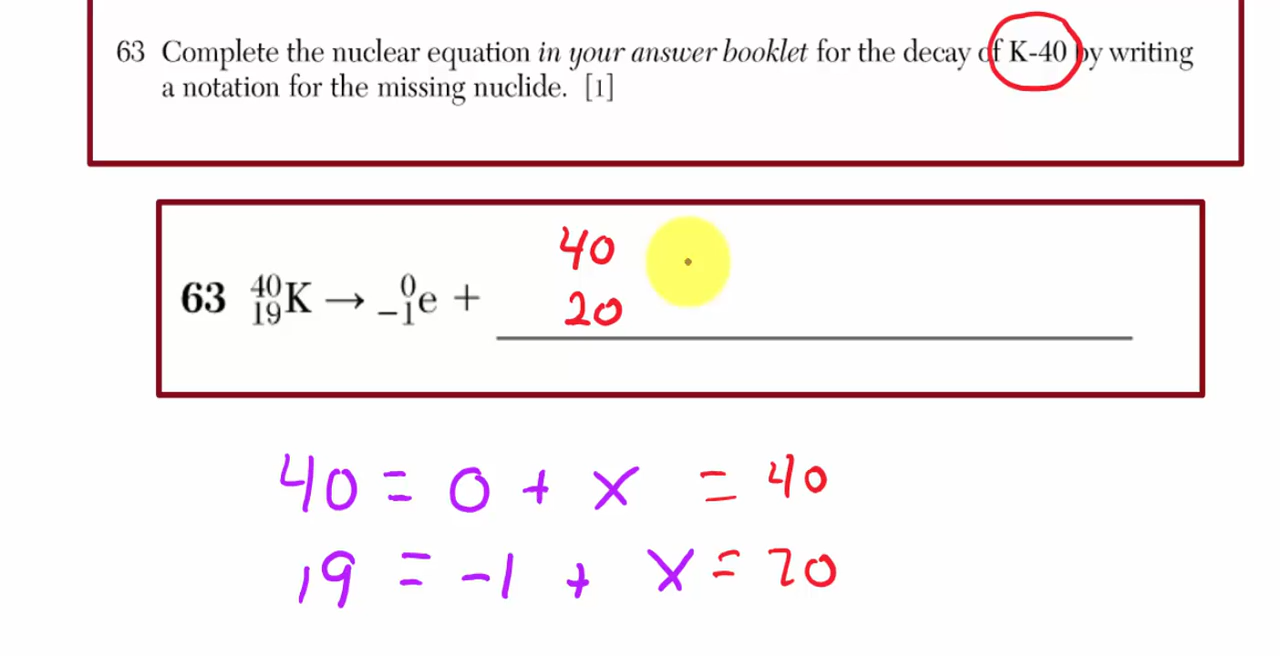 63 Complete the nuclear equation in your answer booklet for the decay of K-40 by writing
a notation for the missing nuclide. [1]
40
20
63 ⁴⁰₁₉K → ⁰₋₁e + ________
40 = 0 + x = 40
19 = -1 + x = 20